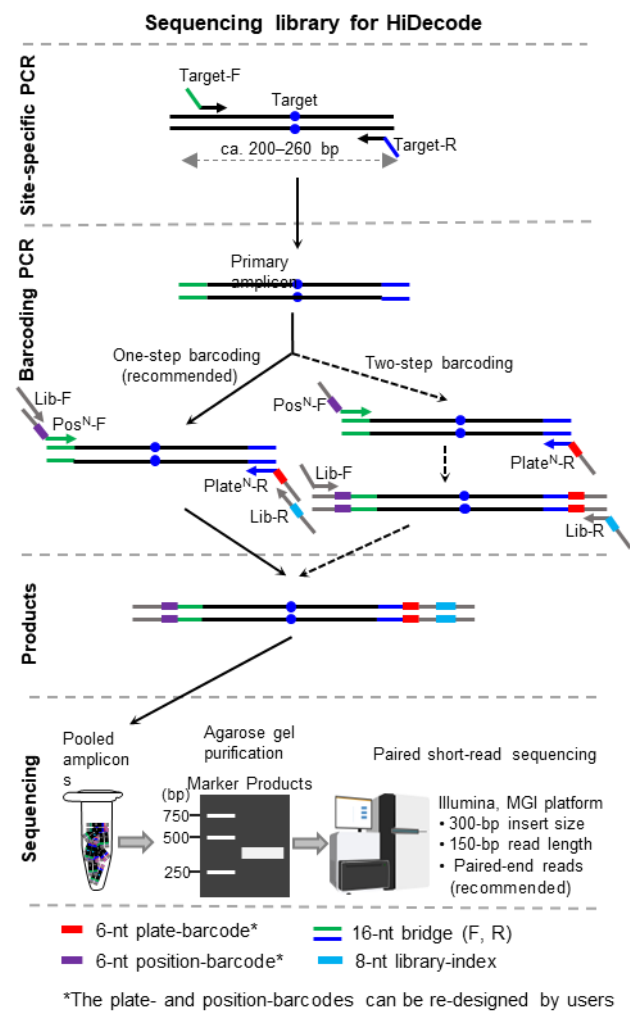 Sequencing library for HiDecode
Site-specific PCR
Target-F
Target
Target-R
ca. 200–260 bp
Barcoding PCR
Primary
amplicon
One-step barcoding
(recommended)
Two-step barcoding
Lib-F
Pos^N-F
Pos^N-F
Plate^N-R
Plate^N-R
Lib-F
Lib-R
Lib-R
Products
Sequencing
Pooled
amplicon
s
Agarose gel
purification
Paired short-read sequencing
(bp)
Marker Products
750
500
250
Illumina, MGI platform
• 300-bp insert size
• 150-bp read length
• Paired-end reads
(recommended)
6-nt plate-barcode*
16-nt bridge (F, R)
6-nt position-barcode*
8-nt library-index
*The plate- and position-barcodes can be re-designed by users